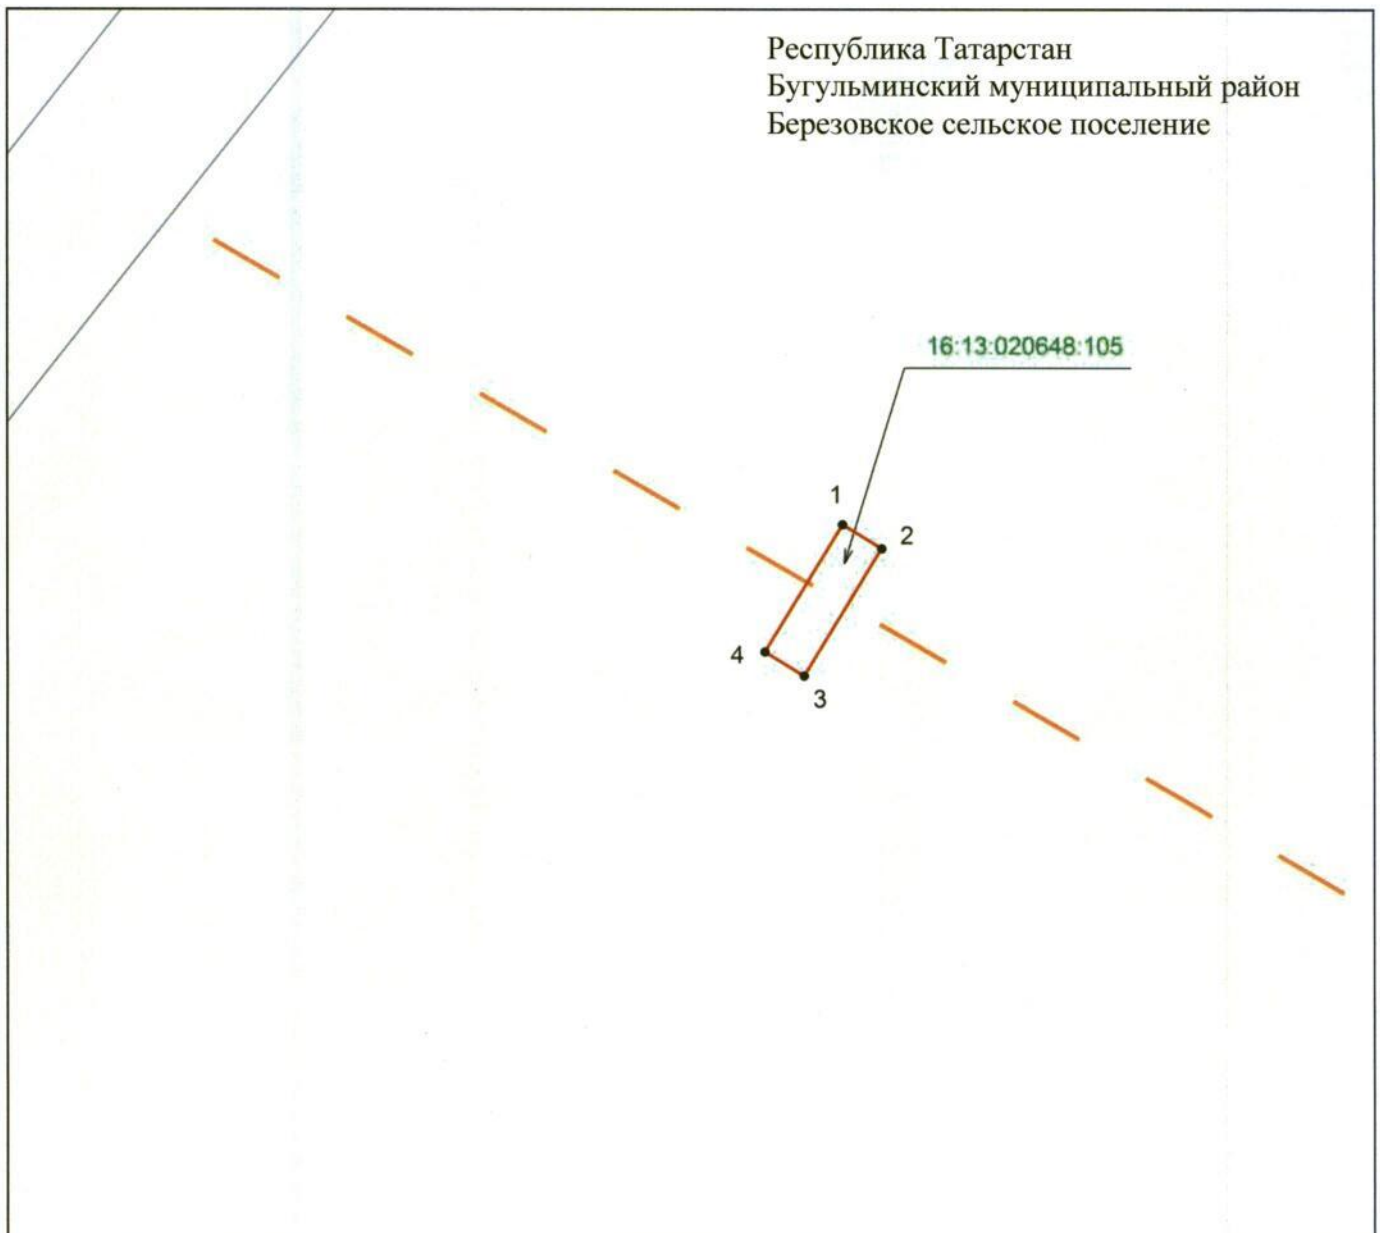 Республика Татарстан
Бугульминский муниципальный район
Березовское сельское поселение
16:13:020648:105
1
2
4
3